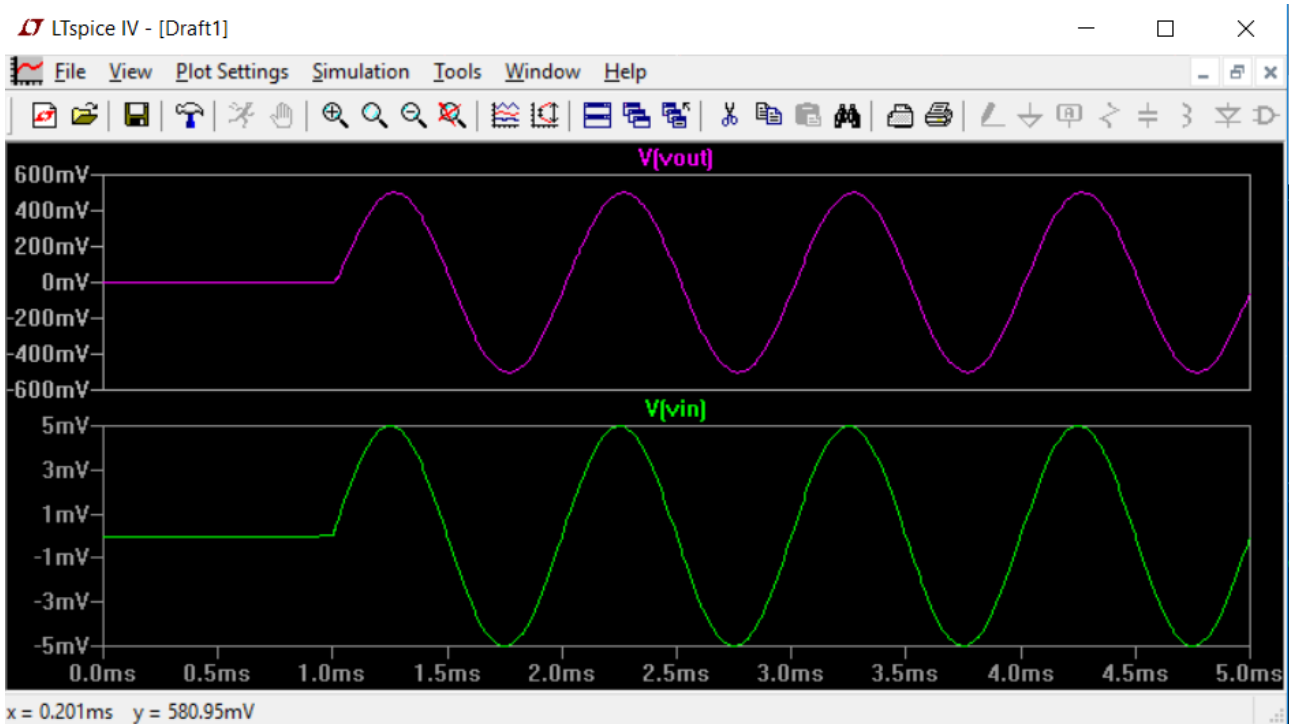 LTspice IV - [Draft1]
File View Plot Settings Simulation Tools Window Help
V(vout)
600mV
400mV
200mV
0mV
-200mV
-400mV
-600mV
V(vin)
5mV
3mV
1mV
-1mV
-3mV
-5mV
0.0ms 0.5ms 1.0ms 1.5ms 2.0ms 2.5ms 3.0ms 3.5ms 4.0ms 4.5ms 5.0ms
x = 0.201ms y = 580.95mV